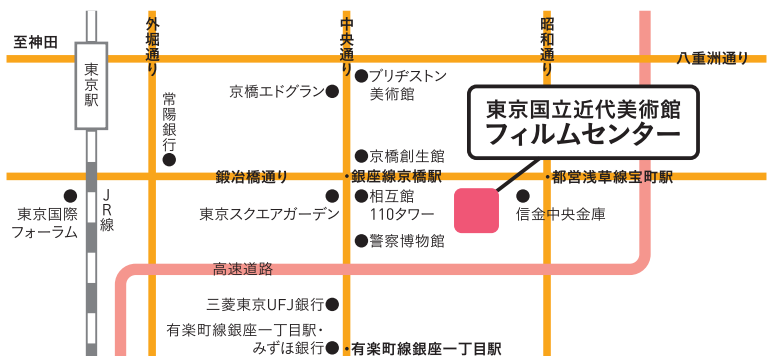 至神田
外堀通り
中央通り
昭和通り
八重洲通り
東京駅
京橋エドグラン
ブリヂストン
美術館
常陽銀行
東京国立近代美術館
フィルムセンター
京橋創生館
鍛冶橋通り
・銀座線京橋駅
・都営浅草線宝町駅
東京国際
フォーラム
JR線
東京スクエアガーデン
相互館
110タワー
信金中央金庫
警察博物館
高速道路
三菱東京UFJ銀行
有楽町線銀座一丁目駅・
みずほ銀行
・有楽町線銀座一丁目駅